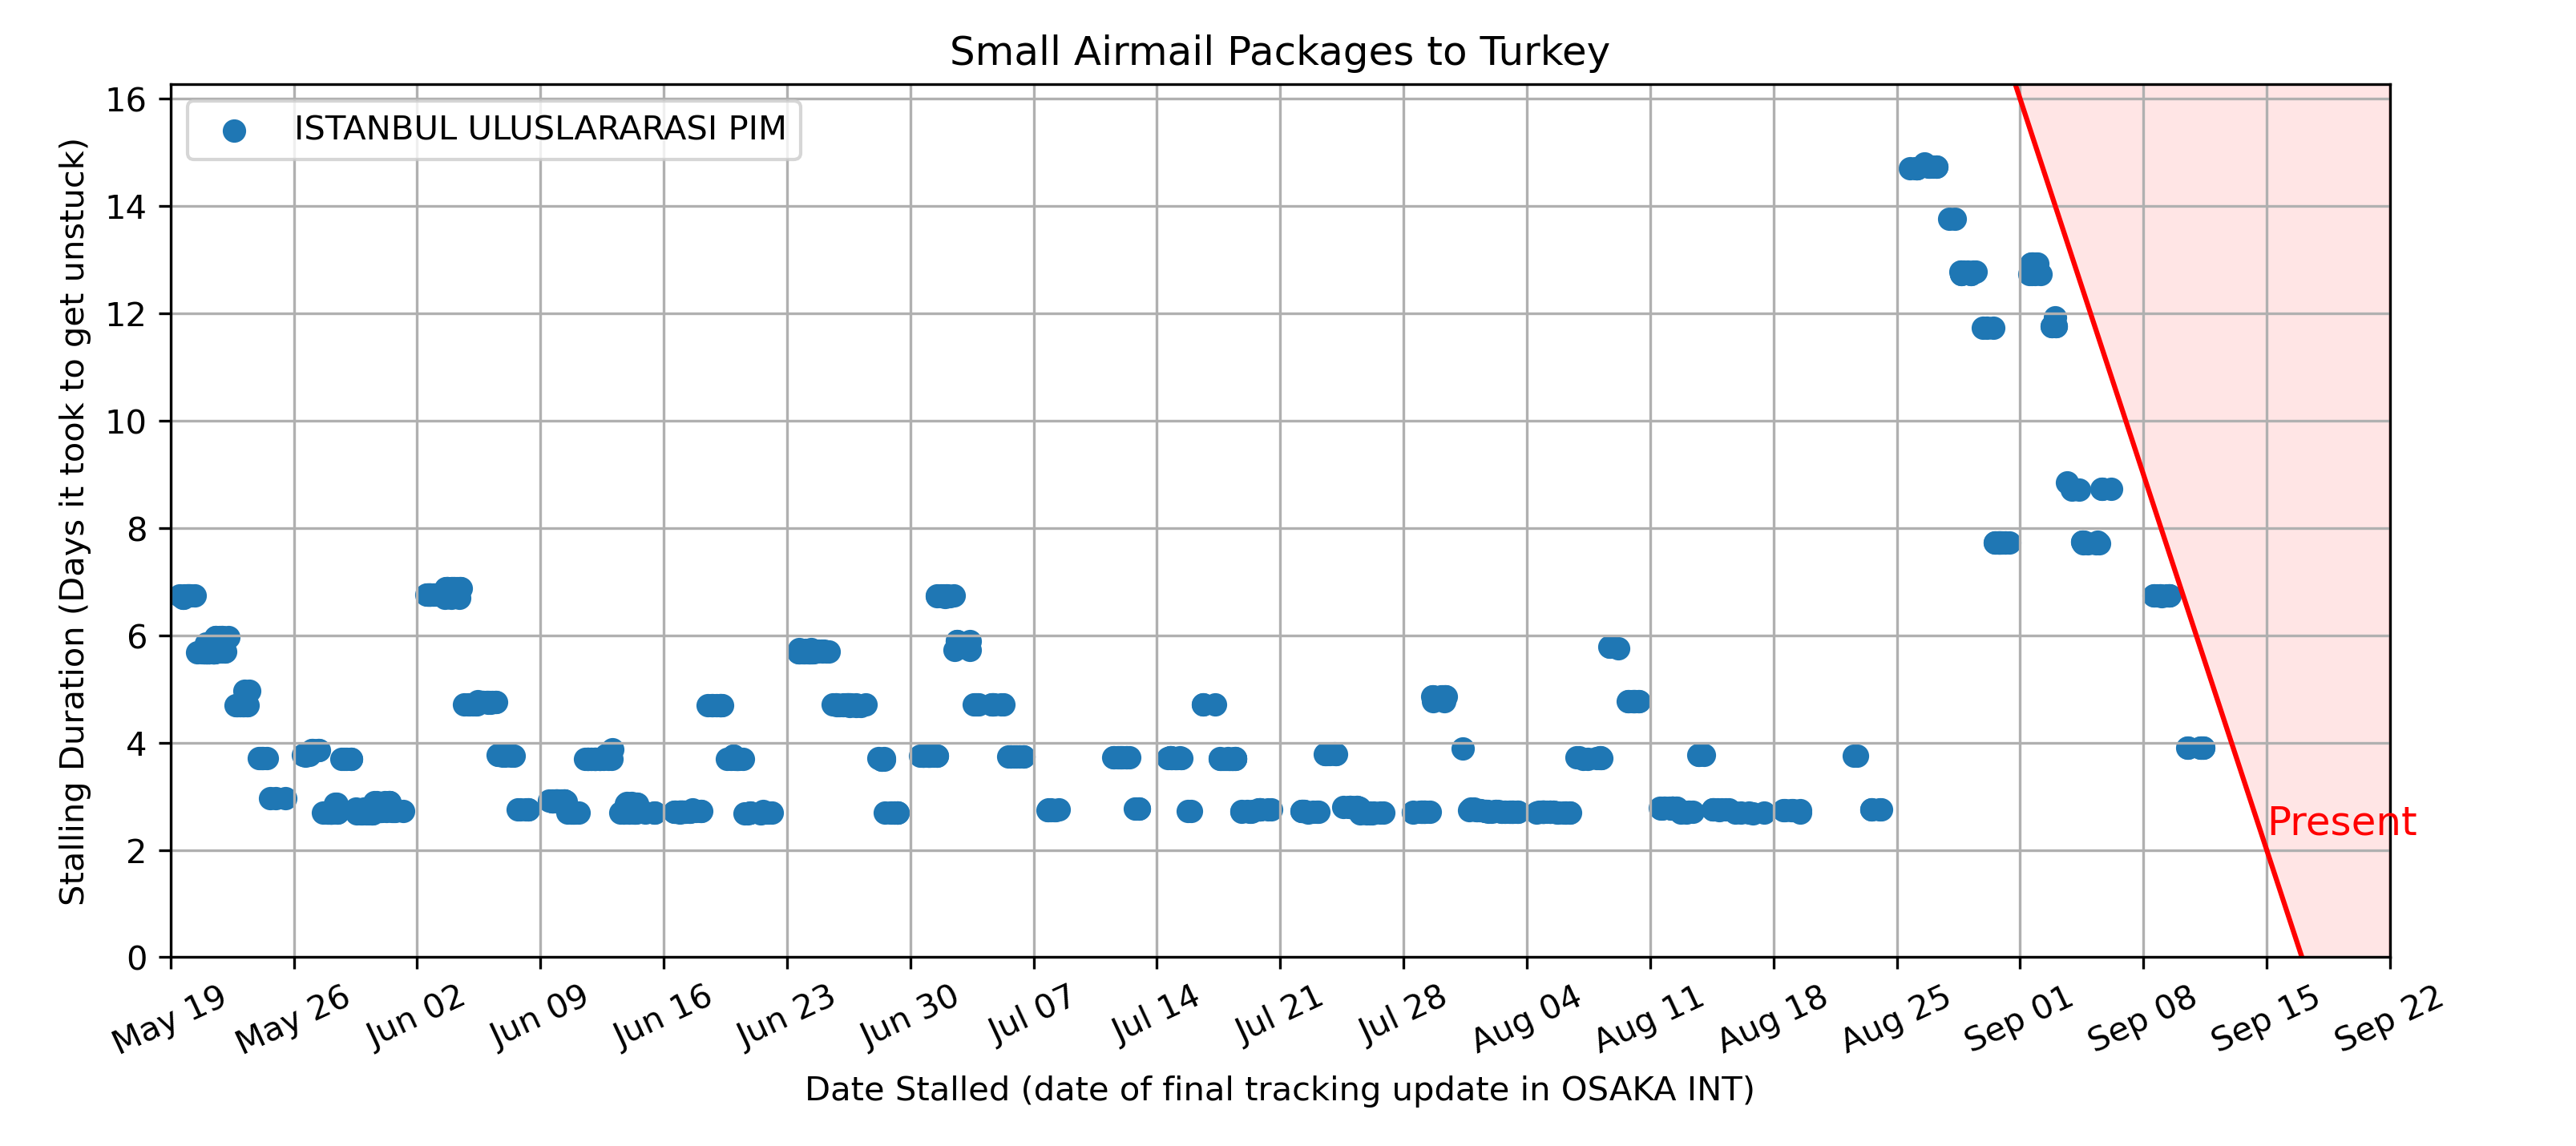 Small Airmail Packages to Turkey
ISTANBUL ULUSLARARASI PIM
Stalling Duration (Days it took to get unstuck)
16
14
12
10
8
6
4
2
0
Present
May 19
May 26
Jun 02
Jun 09
Jun 16
Jun 23
Jun 30
Jul 07
Jul 14
Jul 21
Jul 28
Aug 04
Aug 11
Aug 18
Aug 25
Sep 01
Sep 08
Sep 15
Sep 22
Date Stalled (date of final tracking update in OSAKA INT)